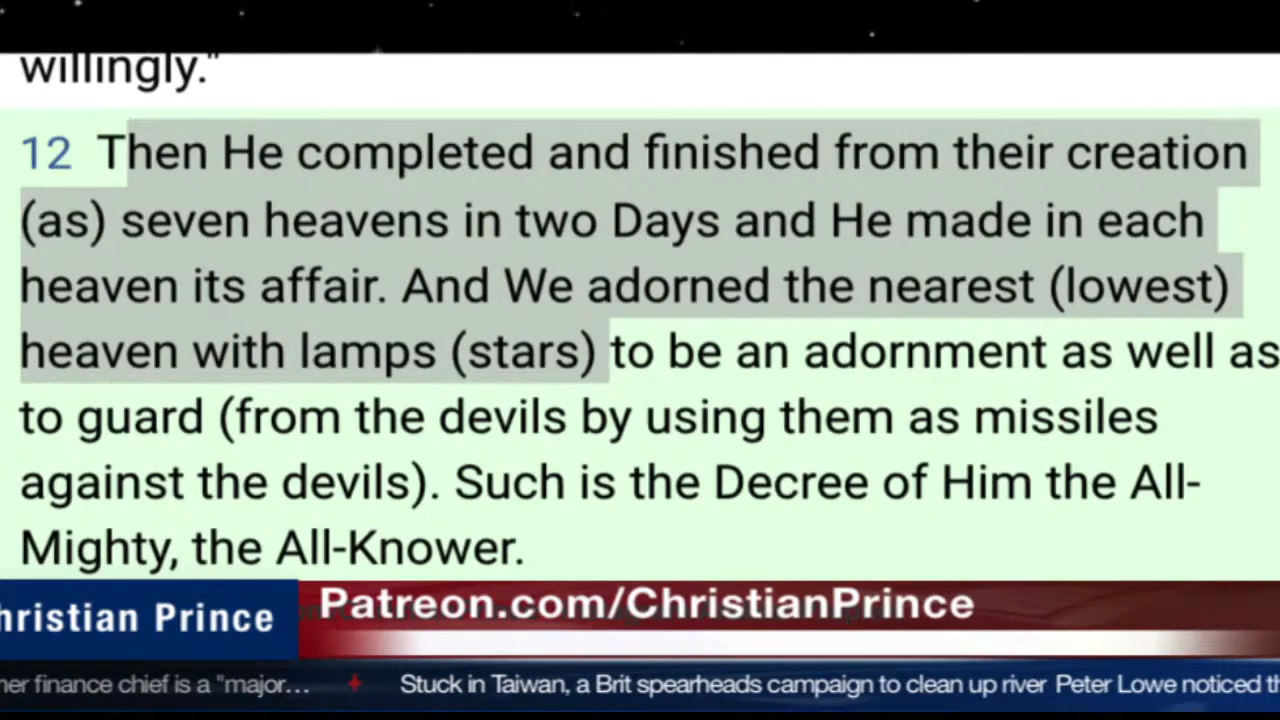 willingly."
12 Then He completed and finished from their creation
(as) seven heavens in two Days and He made in each
heaven its affair. And We adorned the nearest (lowest)
heaven with lamps (stars) to be an adornment as well as
to guard (from the devils by using them as missiles
against the devils). Such is the Decree of Him the All-
Mighty, the All-Knower.
hristian Prince
Patreon.com/ChristianPrince
ner finance chief is a "major... Stuck in Taiwan, a Brit spearheads campaign to clean up river Peter Lowe noticed th